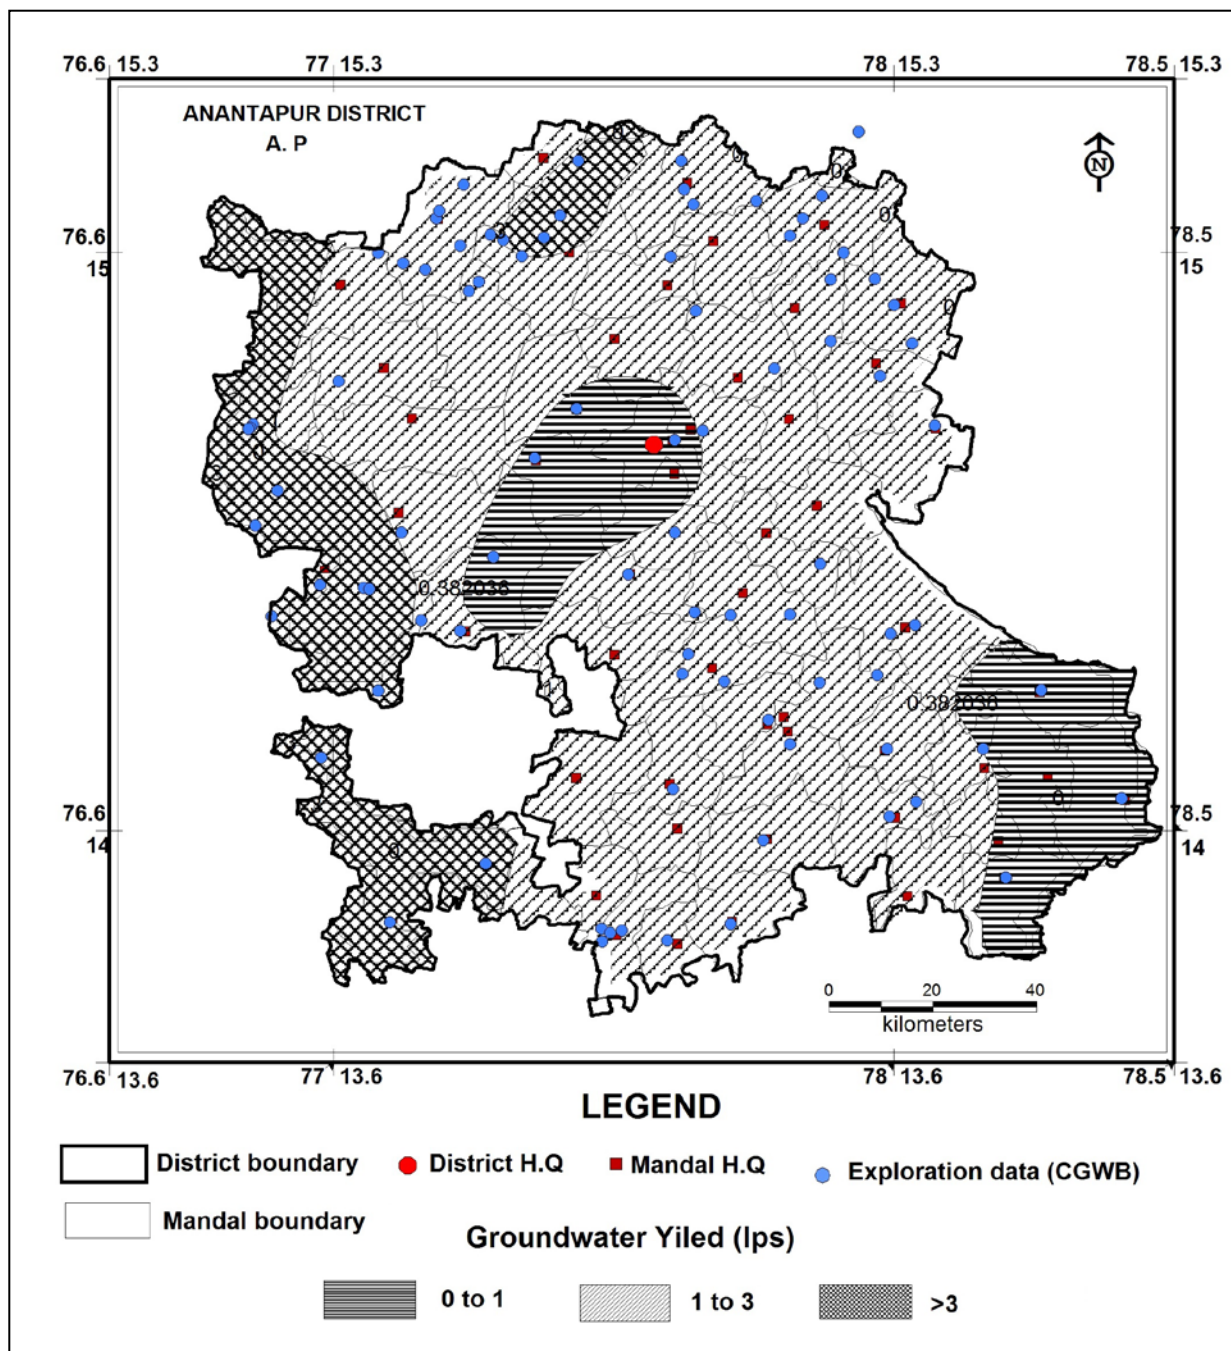 76.6 15.3 77 15.3 78 15.3 78.5 15.3
ANANTAPUR DISTRICT
A. P
N
0
0
0
0
76.6
15
78.5
15
3
0
3
0.382036
0.382036
0
76.6
14
78.5
14
0
0 20 40
kilometers
76.6 13.6 77 13.6 78 13.6 78.5 13.6
LEGEND
District boundary District H.Q Mandal H.Q Exploration data (CGWB)
Mandal boundary
Groundwater Yiled (lps)
0 to 1 1 to 3 >3